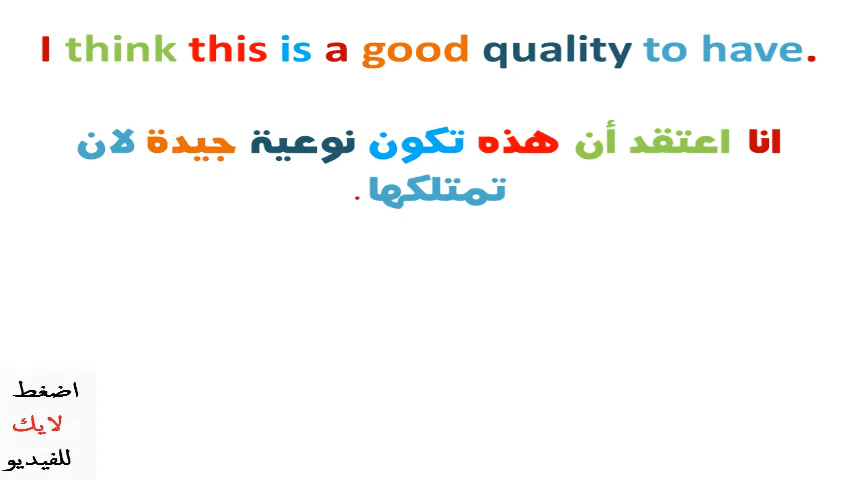 I think this is a good quality to have.
انا اعتقد أن هذه تكون نوعية جيدة لان
تمتلكها .
اضغط
لايك
للفيديو